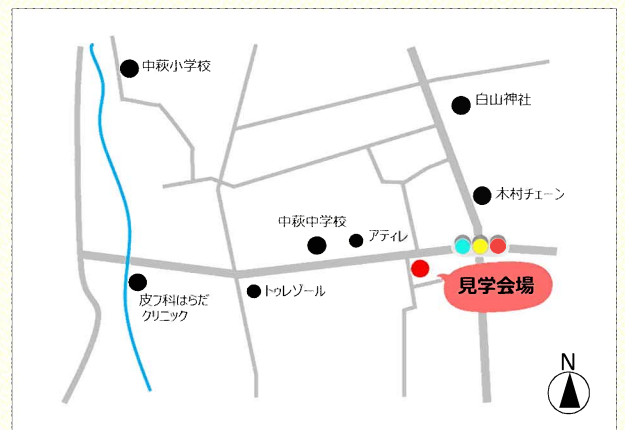 中萩小学校
白山神社
木村チェーン
中萩中学校
アティレ
見学会場
トゥレゾール
皮フ科はらだ
クリニック
N